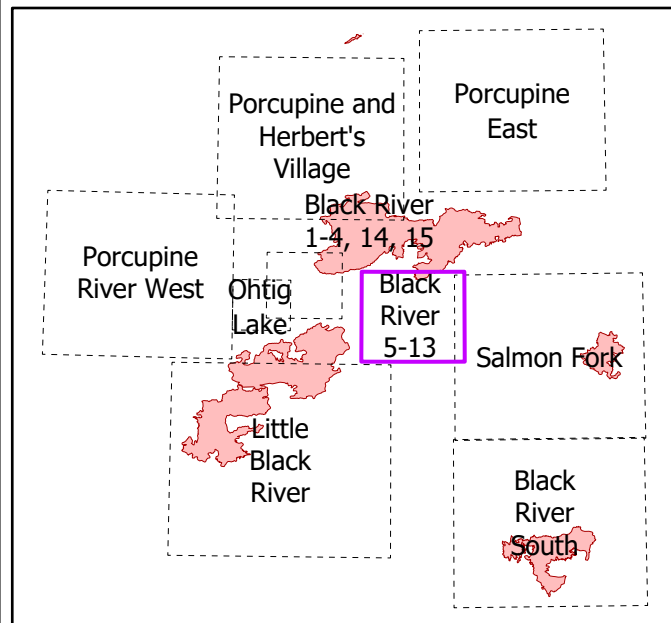 Porcupine and
Herbert's
Village
Porcupine
East
Black River
1-4, 14, 15
Porcupine
River West
Ohtig
Lake
Black
River
5-13
Salmon Fork
Little
Black
River
Black
River
South